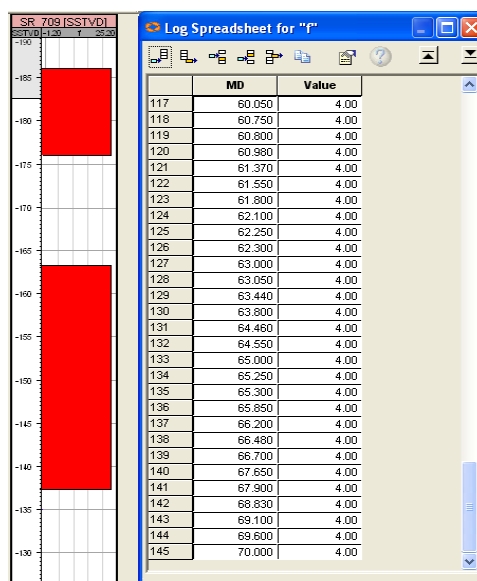 SR 709 [SSTVD]
SSTVD -1.20 f 25.20
-190
-185
-180
-175
-170
-165
-160
-155
-150
-145
-140
-135
-130
Log Spreadsheet for "f"
MD Value
117 60.050 4.00
118 60.750 4.00
119 60.800 4.00
120 60.980 4.00
121 61.370 4.00
122 61.550 4.00
123 61.800 4.00
124 62.100 4.00
125 62.250 4.00
126 62.300 4.00
127 63.000 4.00
128 63.050 4.00
129 63.440 4.00
130 63.800 4.00
131 64.460 4.00
132 64.550 4.00
133 65.000 4.00
134 65.250 4.00
135 65.300 4.00
136 65.850 4.00
137 66.200 4.00
138 66.480 4.00
139 66.700 4.00
140 67.650 4.00
141 67.900 4.00
142 68.830 4.00
143 69.100 4.00
144 69.600 4.00
145 70.000 4.00